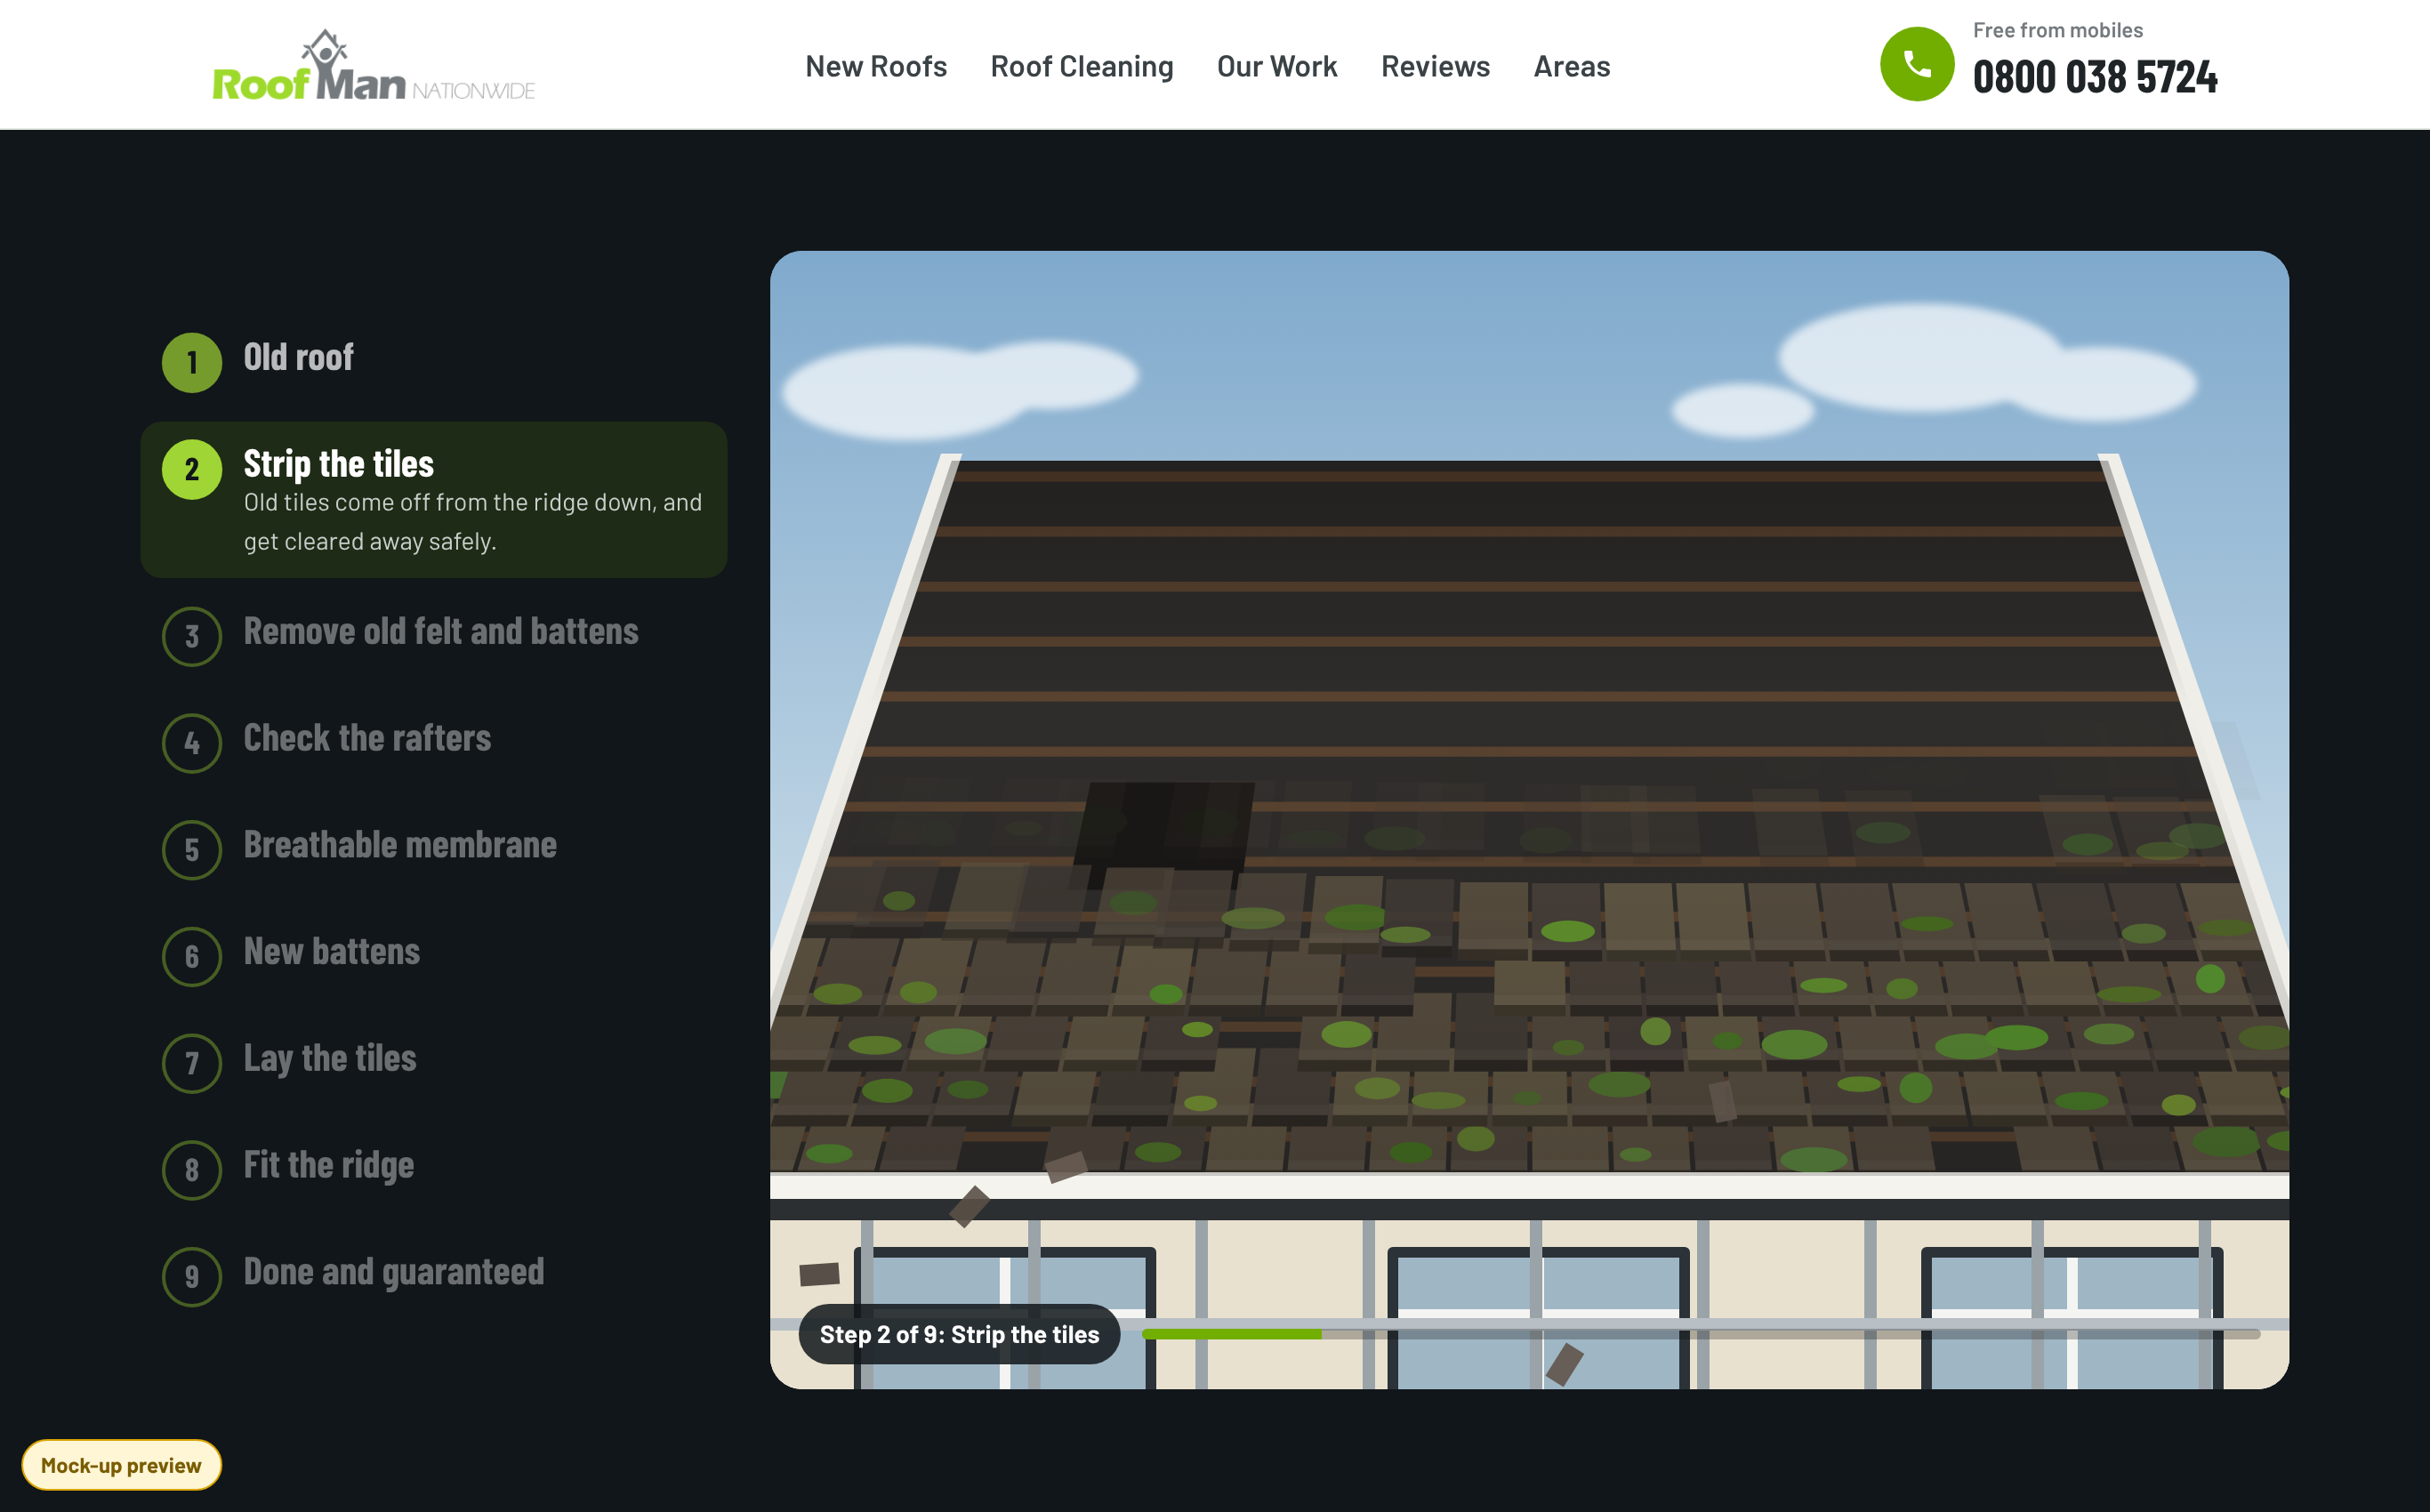 RoofMan NATIONWIDE
New Roofs
Roof Cleaning
Our Work
Reviews
Areas
Free from mobiles
0800 038 5724
1
Old roof
2
Strip the tiles
Old tiles come off from the ridge down, and
get cleared away safely.
3
Remove old felt and battens
4
Check the rafters
5
Breathable membrane
6
New battens
7
Lay the tiles
8
Fit the ridge
9
Done and guaranteed
Step 2 of 9: Strip the tiles
Mock-up preview